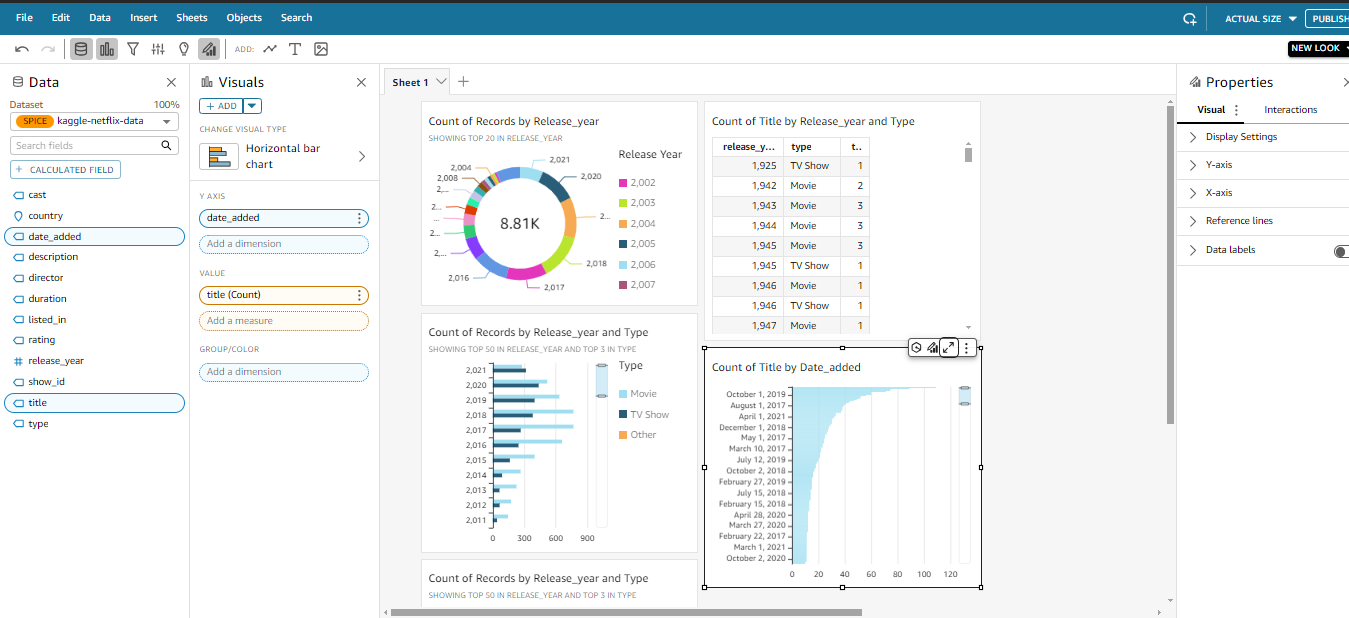 File Edit Data Insert Sheets Objects Search
ACTUAL SIZE
PUBLISH
ADD:
NEW LOOK
Data
Dataset 100%
SPICE kaggle-netflix-data
Search fields
+ CALCULATED FIELD
cast
country
date_added
description
director
duration
listed_in
rating
release_year
show_id
title
type
Visuals
+ ADD
CHANGE VISUAL TYPE
Horizontal bar
chart
Y AXIS
date_added
Add a dimension
VALUE
title (Count)
Add a measure
GROUP/COLOR
Add a dimension
Sheet 1
Count of Records by Release_year
SHOWING TOP 20 IN RELEASE_YEAR
2,021
2,020
2...
2,018
2,017
2,016
2,...
2...
...
2...
2,...
2,008
2,004
8.81K
Release Year
2,002
2,003
2,004
2,005
2,006
2,007
Count of Title by Release_year and Type
release_y... type t..
1,925 TV Show 1
1,942 Movie 2
1,943 Movie 3
1,944 Movie 3
1,945 Movie 3
1,945 TV Show 1
1,946 Movie 1
1,946 TV Show 1
1,947 Movie 1
Count of Records by Release_year and Type
SHOWING TOP 50 IN RELEASE_YEAR AND TOP 3 IN TYPE
2,021
2,020
2,019
2,018
2,017
2,016
2,015
2,014
2,013
2,012
2,011
0 300 600 900
Type
Movie
TV Show
Other
Count of Title by Date_added
October 1, 2019
August 1, 2017
April 1, 2021
December 1, 2018
May 1, 2017
March 10, 2017
July 12, 2019
October 2, 2018
February 27, 2019
July 15, 2018
February 15, 2018
April 28, 2020
March 27, 2020
February 22, 2017
March 1, 2021
October 2, 2020
0 20 40 60 80 100 120
Count of Records by Release_year and Type
SHOWING TOP 50 IN RELEASE_YEAR AND TOP 3 IN TYPE
Properties
Visual Interactions
Display Settings
Y-axis
X-axis
Reference lines
Data labels